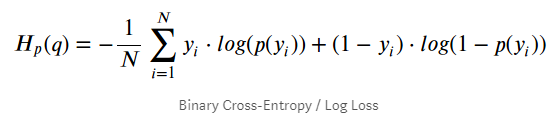 H_p(q) = -\frac{1}{N} \sum_{i=1}^{N} y_i \cdot log(p(y_i)) + (1 - y_i) \cdot log(1 - p(y_i))
Binary Cross-Entropy / Log Loss